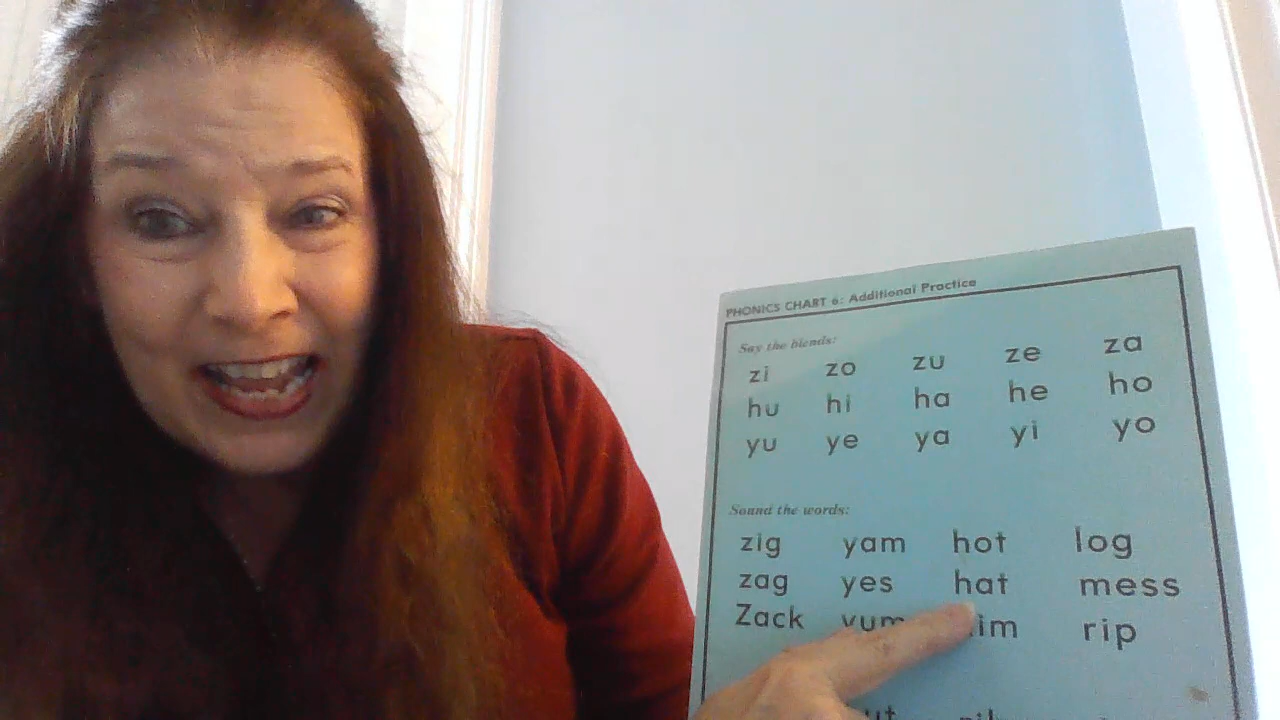 PHONICS CHART 6: Additional Practice
Say the blends:
zi zo zu ze za
hu hi ha he ho
yu ye ya yi yo
Sound the words:
zig yam hot log
zag yes hat mess
Zack yum rip